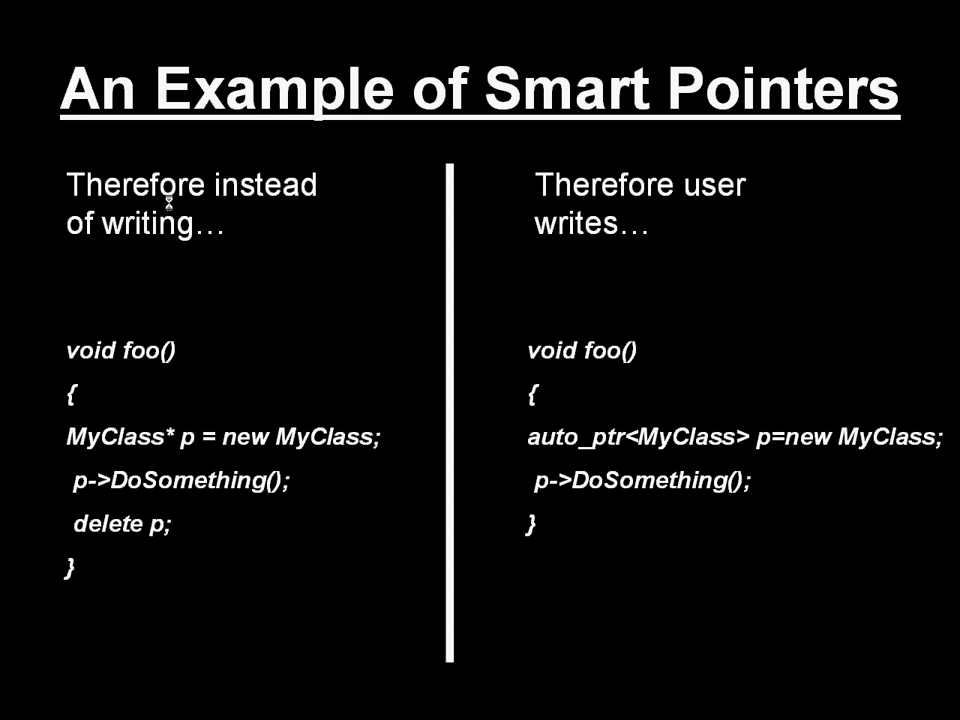 An Example of Smart Pointers
Therefore instead
of writing…
void foo()
{
MyClass* p = new MyClass;
p->DoSomething();
delete p;
}
Therefore user
writes…
void foo()
{
auto_ptr<MyClass> p=new MyClass;
p->DoSomething();
}